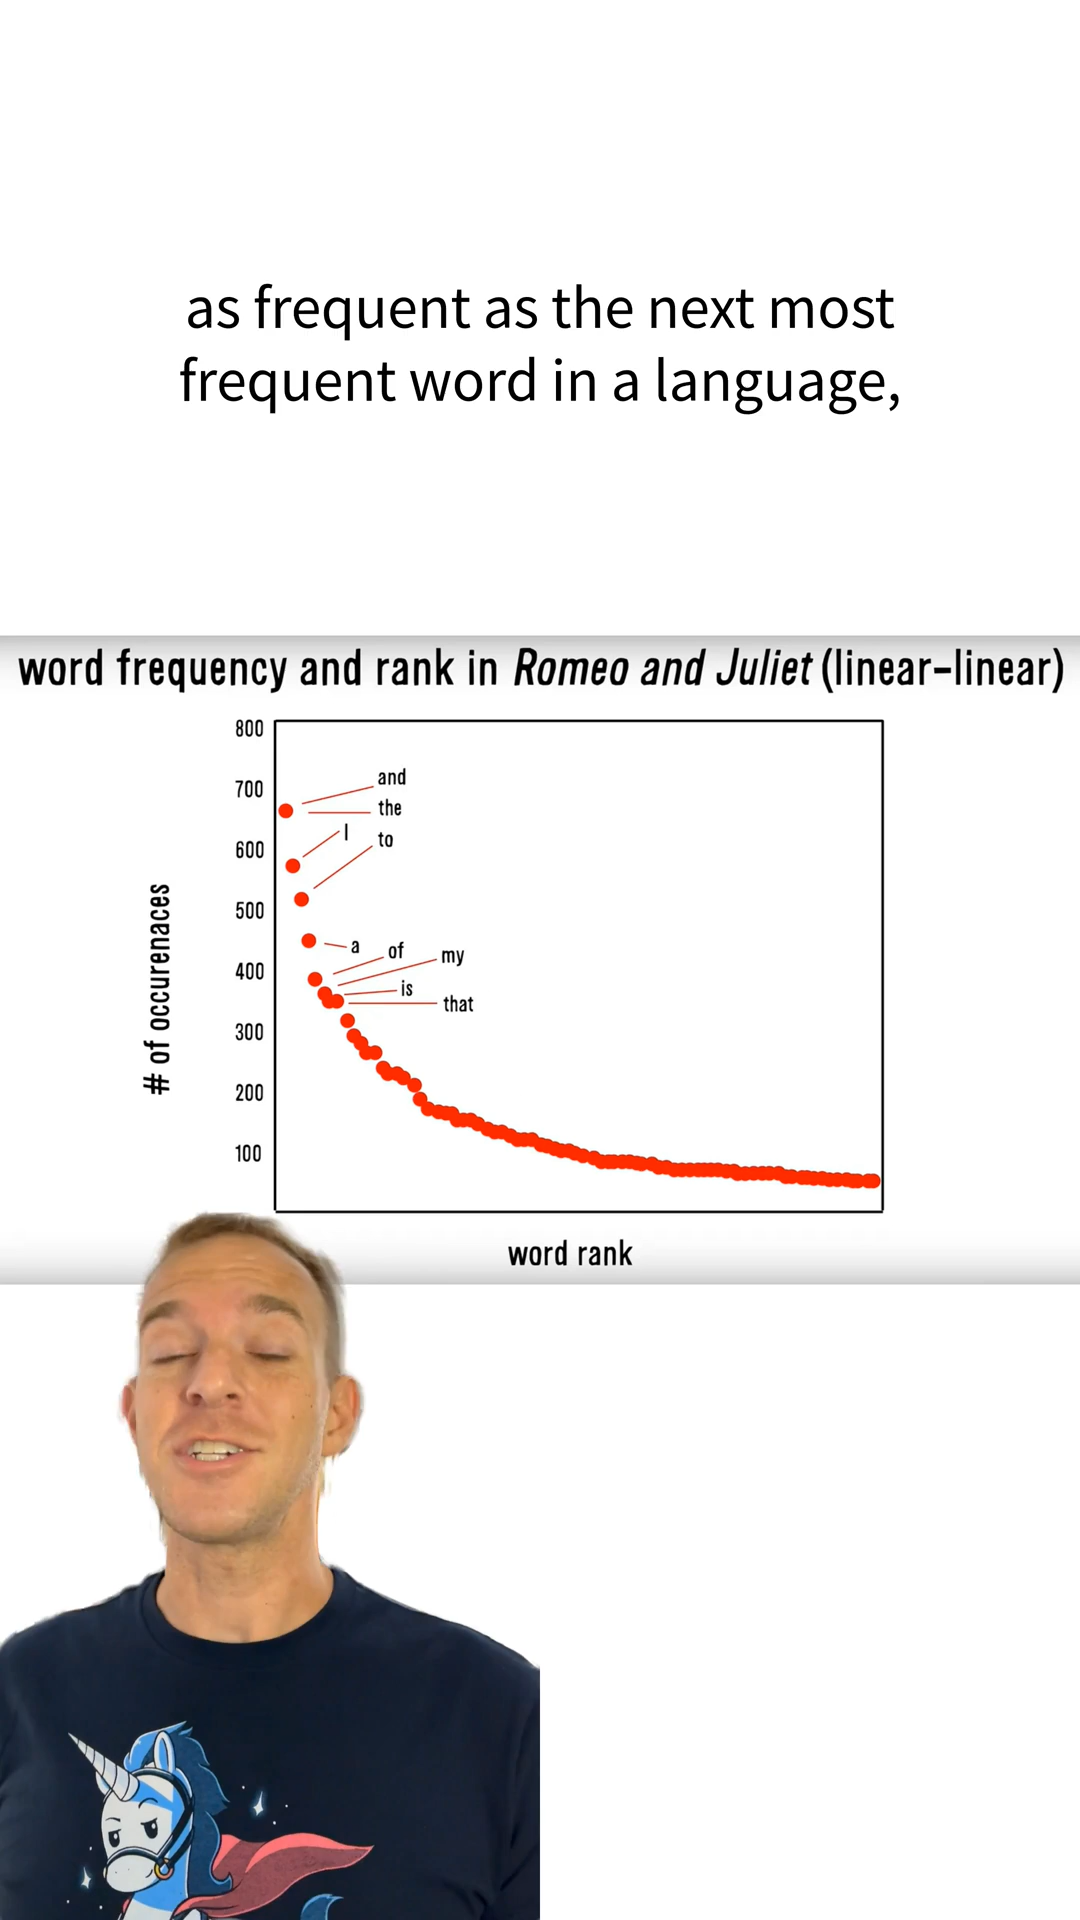 as frequent as the next most
frequent word in a language,
word frequency and rank in Romeo and Juliet (linear-linear)
800
700
600
500
400
300
200
100
# of occurenaces
and
the
I
to
a
of
my
is
that
word rank